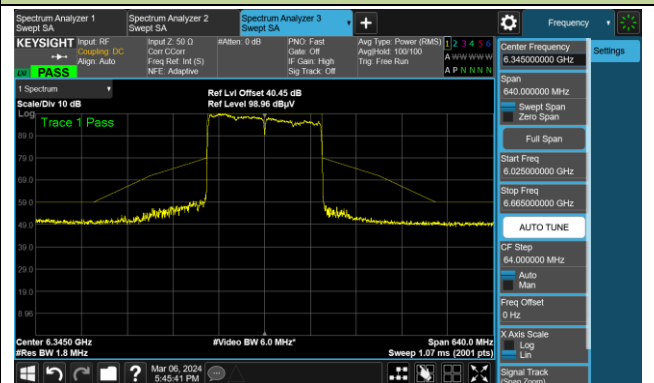 Spectrum Analyzer 1
Swept SA
Spectrum Analyzer 2
Swept SA
Spectrum Analyzer 3
Swept SA
Frequency
KEYSIGHT
Input: RF
Coupling: DC
Align: Auto
Input Z: 50 Ω
Corr CCorr
Freq Ref: Int (S)
NFE: Adaptive
#Atten: 0 dB
PNO: Fast
Gate: Off
IF Gain: High
Sig Track: Off
Avg Type: Power (RMS)
Avg|Hold: 100/100
Trig: Free Run
1 2 3 4 5 6
A W W W W W
A P N N N N
PASS
1 Spectrum
Scale/Div 10 dB
Ref Lvl Offset 40.45 dB
Ref Level 98.96 dBµV
Log
Trace 1 Pass
89.0
79.0
69.0
59.0
49.0
39.0
29.0
19.0
8.96
Center 6.3450 GHz
#Res BW 1.8 MHz
#Video BW 6.0 MHz*
Span 640.0 MHz
Sweep 1.07 ms (2001 pts)
Center Frequency
6.345000000 GHz
Settings
Span
640.000000 MHz
Swept Span
Zero Span
Full Span
Start Freq
6.025000000 GHz
Stop Freq
6.665000000 GHz
AUTO TUNE
CF Step
64.000000 MHz
Auto
Man
Freq Offset
0 Hz
X Axis Scale
Log
Lin
Signal Track
(Span Zoom)
Mar 06, 2024
5:45:41 PM